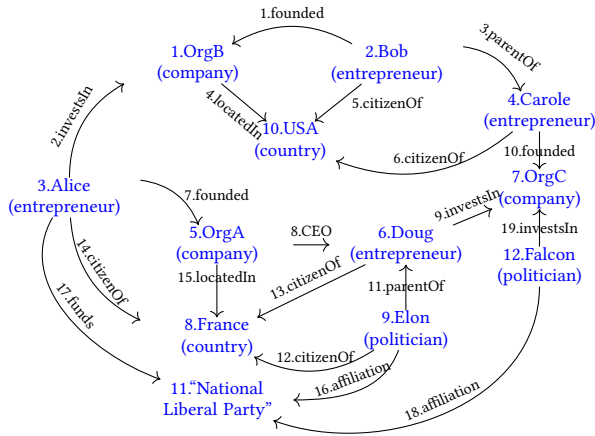 1.founded
1.OrgB
(company)
2.Bob
(entrepreneur)
3.parentOf
2.investsIn
4.locatedIn
5.citizenOf
4.Carole
(entrepreneur)
10.USA
(country)
6.citizenOf
10.founded
3.Alice
(entrepreneur)
7.founded
7.OrgC
(company)
9.investsIn
5.OrgA
(company)
8.CEO
6.Doug
(entrepreneur)
19.investsIn
12.Falcon
(politician)
14.citizenOf
15.locatedIn
13.citizenOf
11.parentOf
17.funds
8.France
(country)
9.Elon
(politician)
12.citizenOf
16.affiliation
11.“National
Liberal Party”
18.affiliation